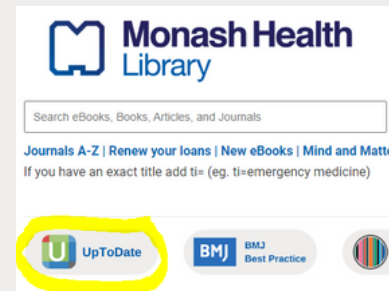 Monash Health
Library
Search eBooks, Books, Articles, and Journals
Journals A-Z | Renew your loans | New eBooks | Mind and Matte
If you have an exact title add ti= (eg. ti=emergency medicine)
U UpToDate
BMJ BMJ
Best Practice